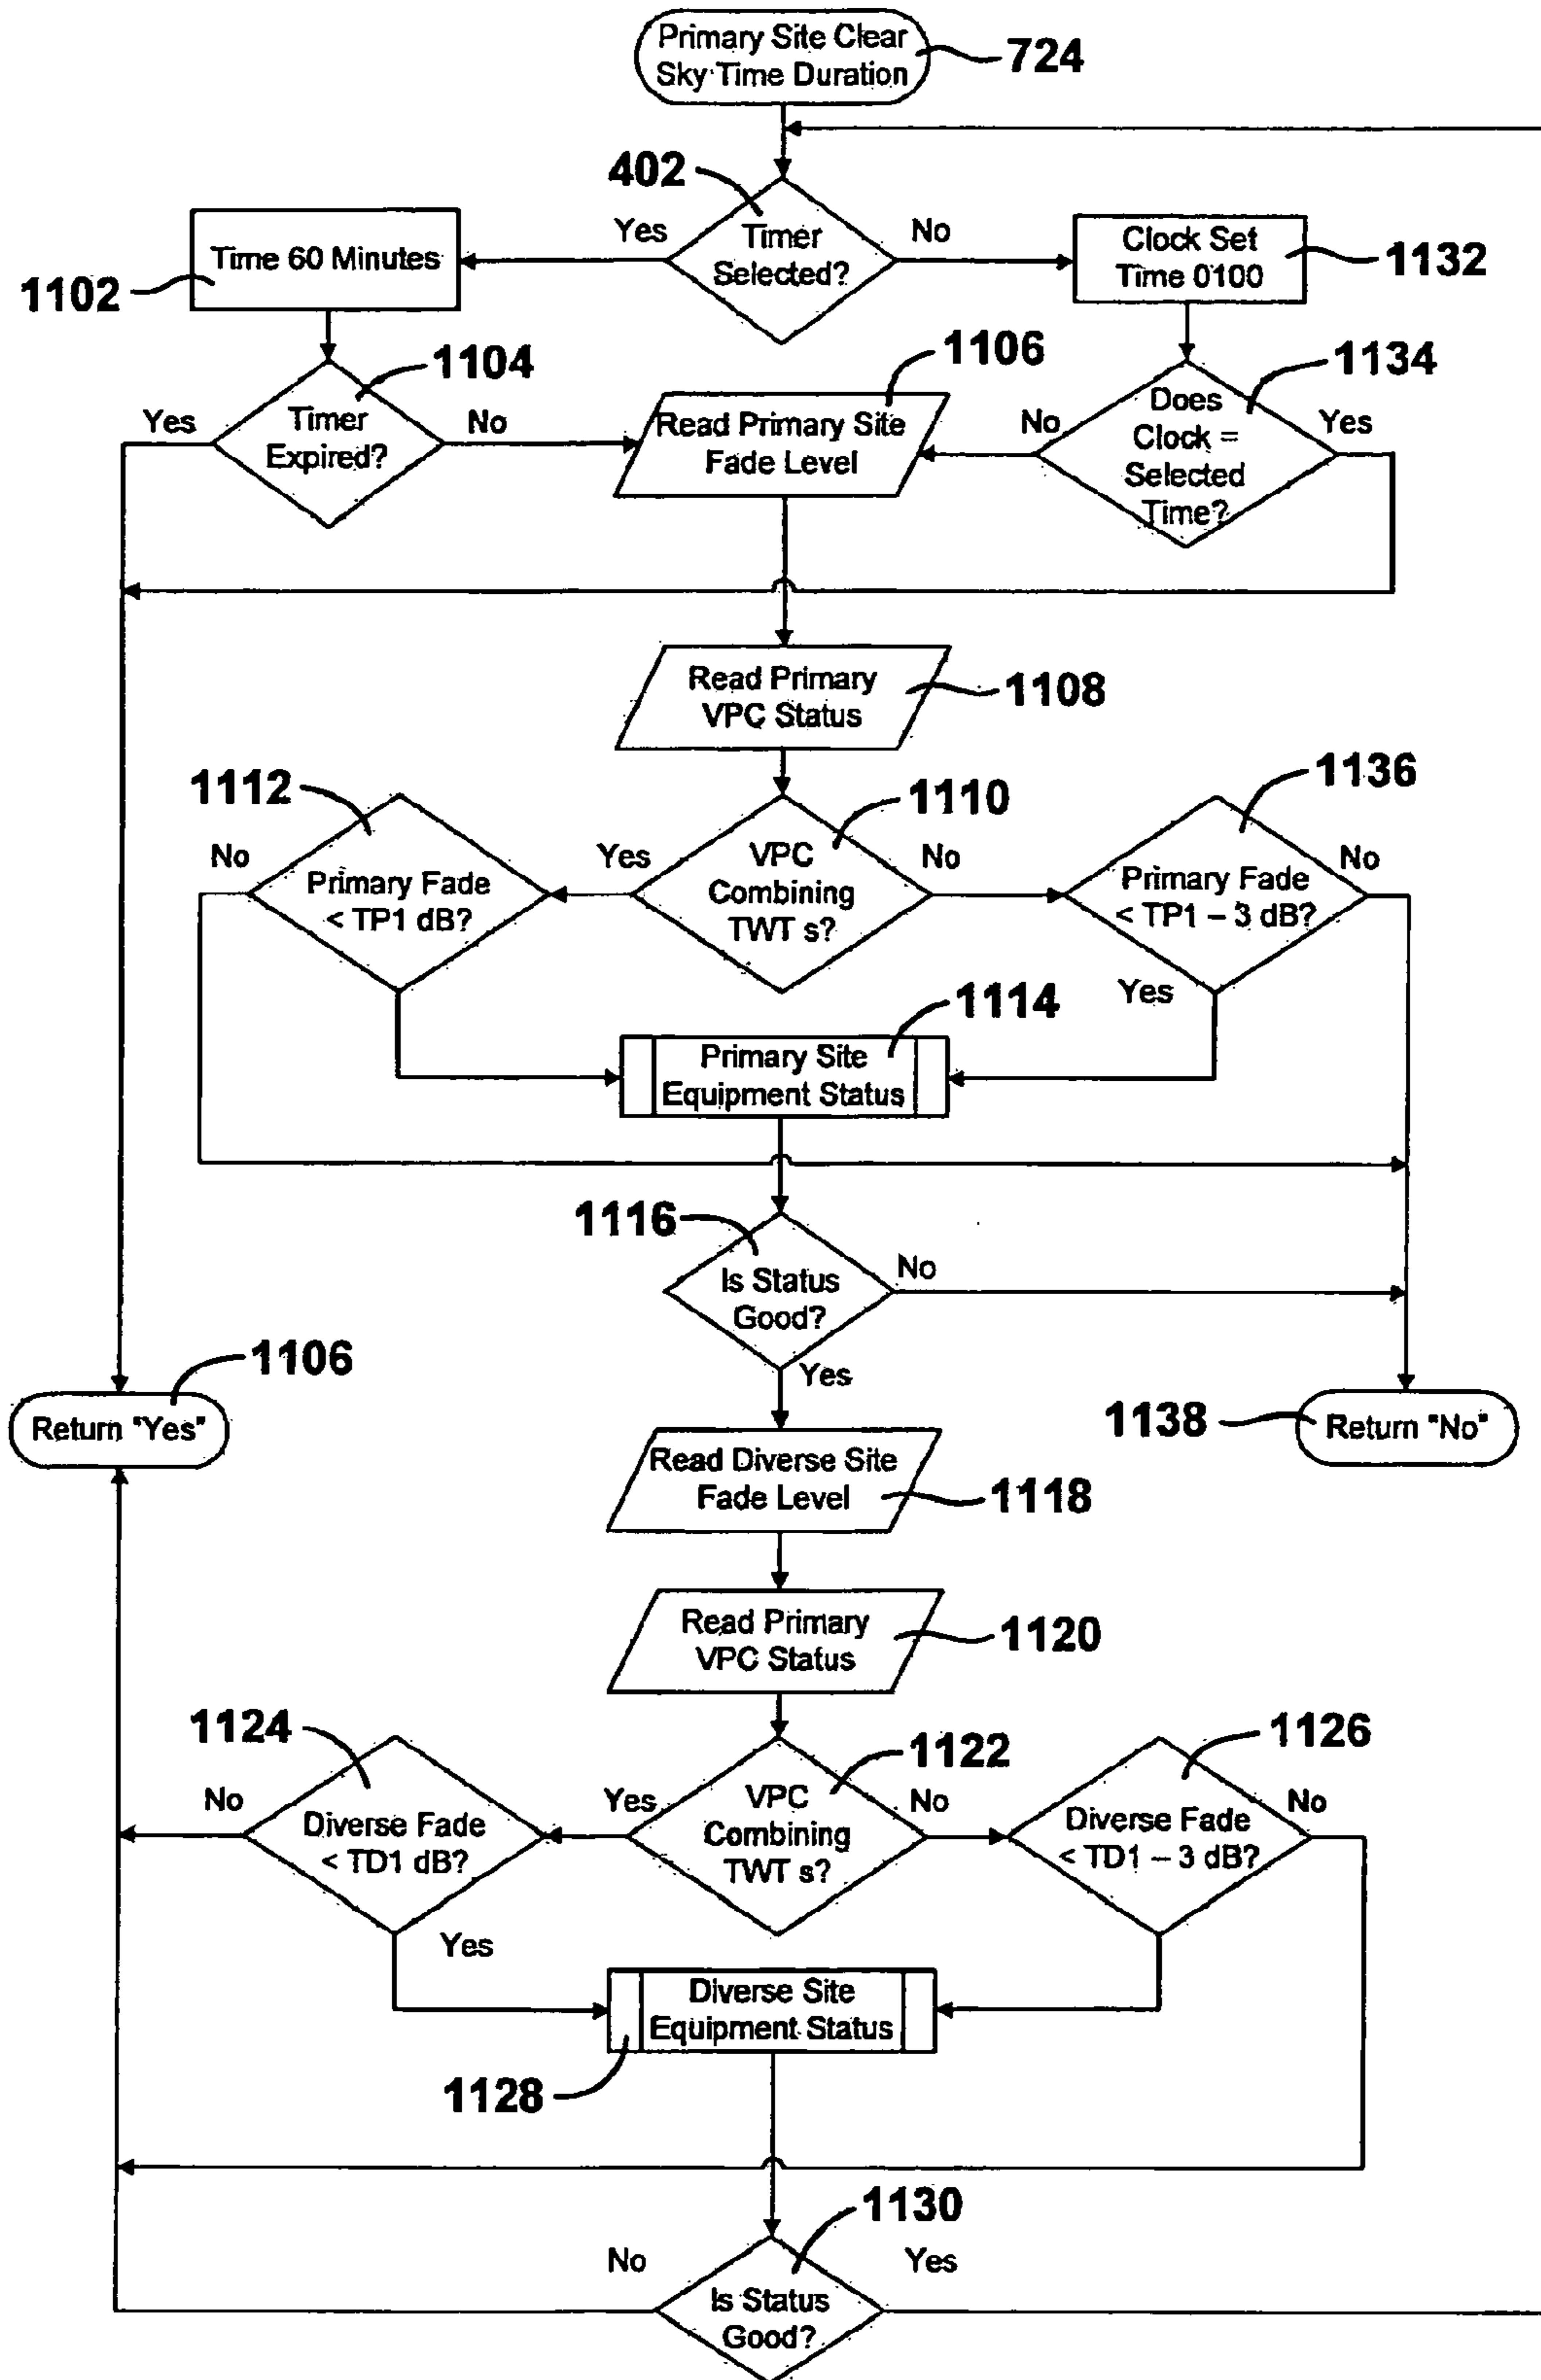 Primary Site Clear
Sky Time Duration
724
402
Timer
Selected?
Yes
No
Time 60 Minutes
1102
Clock Set
Time 0100
1132
1104
Timer
Expired?
Yes
No
1106
Read Primary Site
Fade Level
1134
Does
Clock =
Selected
Time?
No
Yes
Read Primary
VPC Status
1108
1112
Primary Fade
< TP1 dB?
No
1110
VPC
Combining
TWT s?
Yes
No
1136
Primary Fade
< TP1 – 3 dB?
No
Yes
1114
Primary Site
Equipment Status
1116
Is Status
Good?
No
Yes
1106
Return "Yes"
1138
Return "No"
Read Diverse Site
Fade Level
1118
Read Primary
VPC Status
1120
1124
Diverse Fade
< TD1 dB?
No
Yes
1122
VPC
Combining
TWT s?
Yes
No
1126
Diverse Fade
< TD1 – 3 dB?
No
Diverse Site
Equipment Status
1128
1130
No
Yes
Is Status
Good?